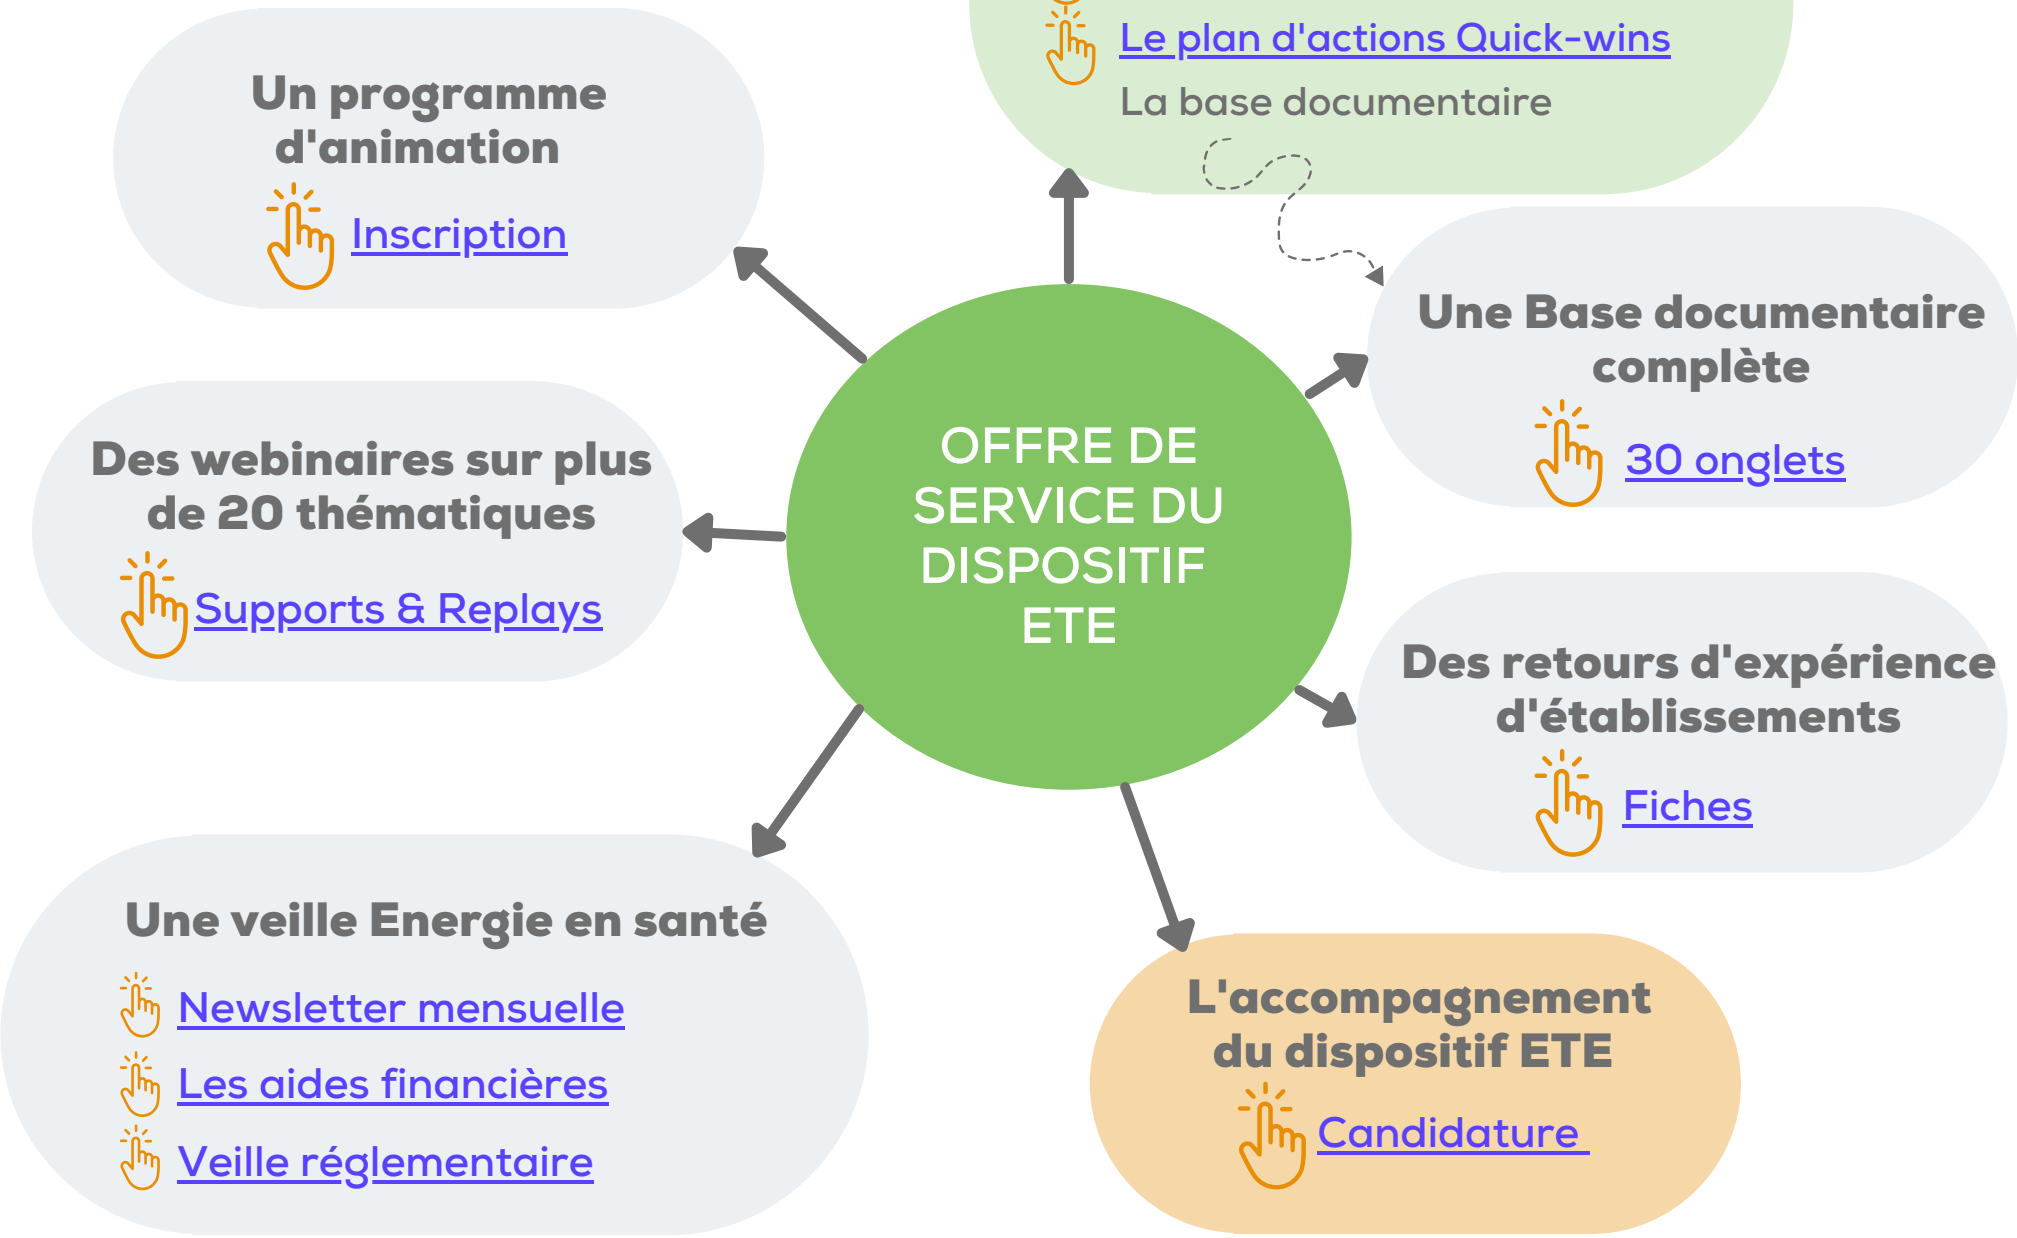 Le plan d'actions Quick-wins
La base documentaire
Un programme
d'animation
Inscription
Une Base documentaire
complète
30 onglets
Des webinaires sur plus
de 20 thématiques
Supports & Replays
OFFRE DE
SERVICE DU
DISPOSITIF
ETE
Des retours d'expérience
d'établissements
Fiches
Une veille Energie en santé
Newsletter mensuelle
Les aides financières
Veille réglementaire
L'accompagnement
du dispositif ETE
Candidature